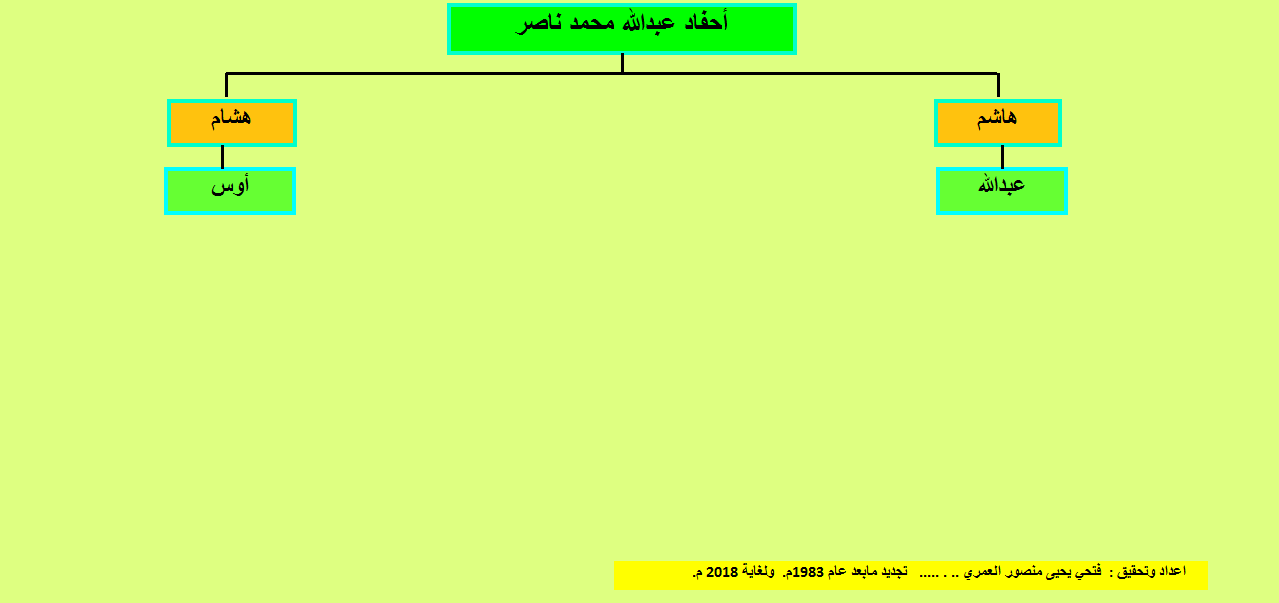 أحفاد عبدالله محمد ناصر
هاشم
هشام
عبدالله
أوس
اعداد وتحقيق : فتحي يحيى منصور العمري .. . ..... تجديد مابعد عام 1983م. ولغاية 2018 م.